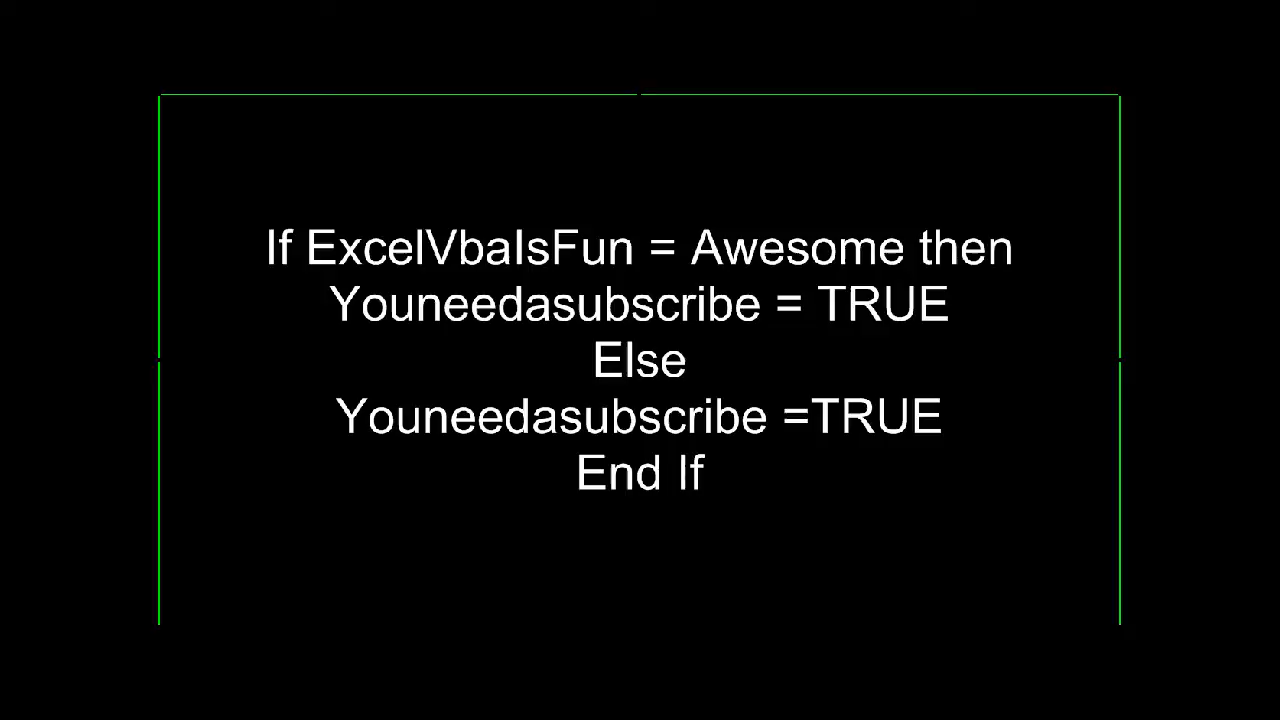 If ExcelVbaIsFun = Awesome then
Youneedasubscribe = TRUE
Else
Youneedasubscribe =TRUE
End If